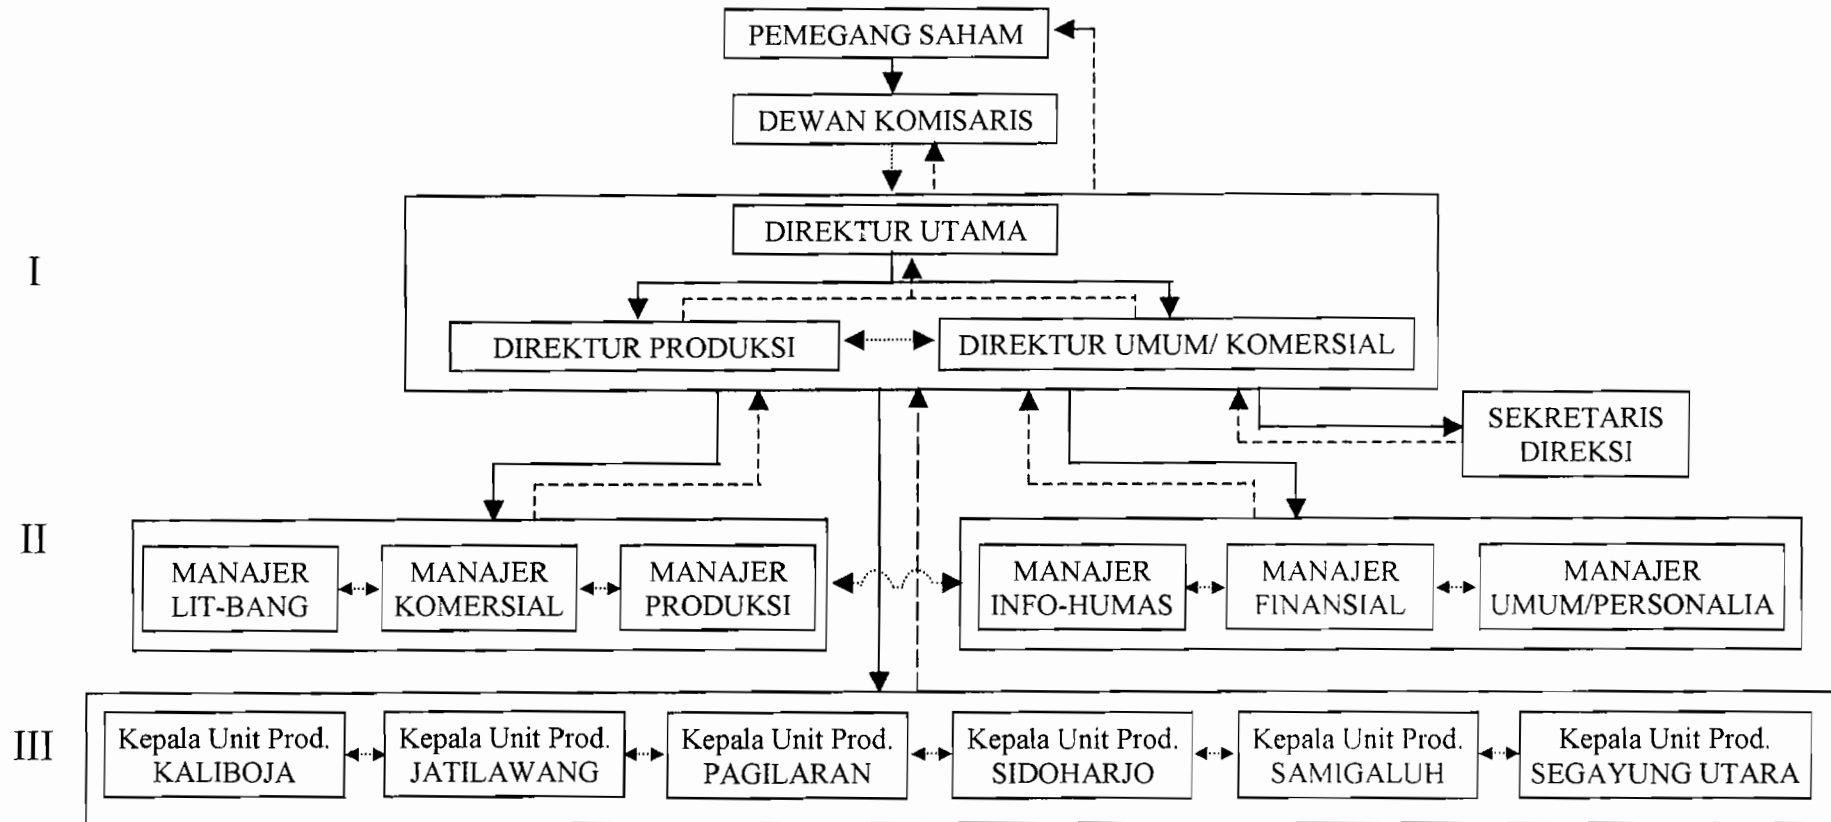 PEMEGANG SAHAM
DEWAN KOMISARIS
I
DIREKTUR UTAMA
DIREKTUR PRODUKSI
DIREKTUR UMUM/ KOMERSIAL
SEKRETARIS
DIREKSI
II
MANAJER
LIT-BANG
MANAJER
KOMERSIAL
MANAJER
PRODUKSI
MANAJER
INFO-HUMAS
MANAJER
FINANSIAL
MANAJER
UMUM/PERSONALIA
III
Kepala Unit Prod.
KALIBOJA
Kepala Unit Prod.
JATILAWANG
Kepala Unit Prod.
PAGILARAN
Kepala Unit Prod.
SIDOHARJO
Kepala Unit Prod.
SAMIGALUH
Kepala Unit Prod.
SEGAYUNG UTARA